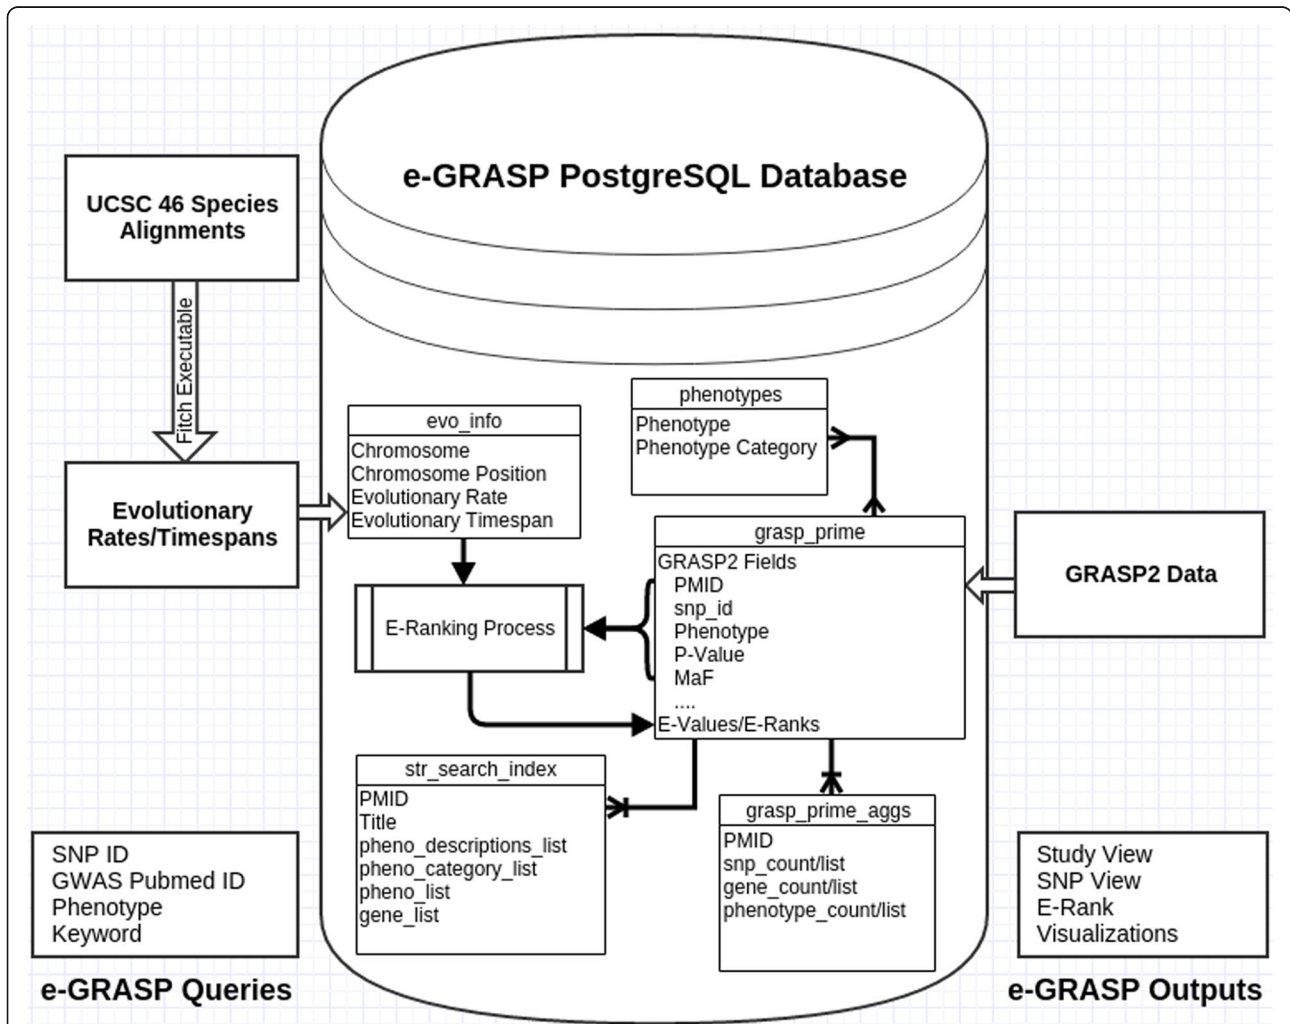 e-GRASP PostgreSQL Database
UCSC 46 Species
Alignments
Fitch Executable
Evolutionary
Rates/Timespans
evo_info
Chromosome
Chromosome Position
Evolutionary Rate
Evolutionary Timespan
phenotypes
Phenotype
Phenotype Category
grasp_prime
GRASP2 Fields
PMID
snp_id
Phenotype
P-Value
MaF
....
E-Values/E-Ranks
GRASP2 Data
E-Ranking Process
str_search_index
PMID
Title
pheno_descriptions_list
pheno_category_list
pheno_list
gene_list
grasp_prime_aggs
PMID
snp_count/list
gene_count/list
phenotype_count/list
SNP ID
GWAS Pubmed ID
Phenotype
Keyword
e-GRASP Queries
Study View
SNP View
E-Rank
Visualizations
e-GRASP Outputs